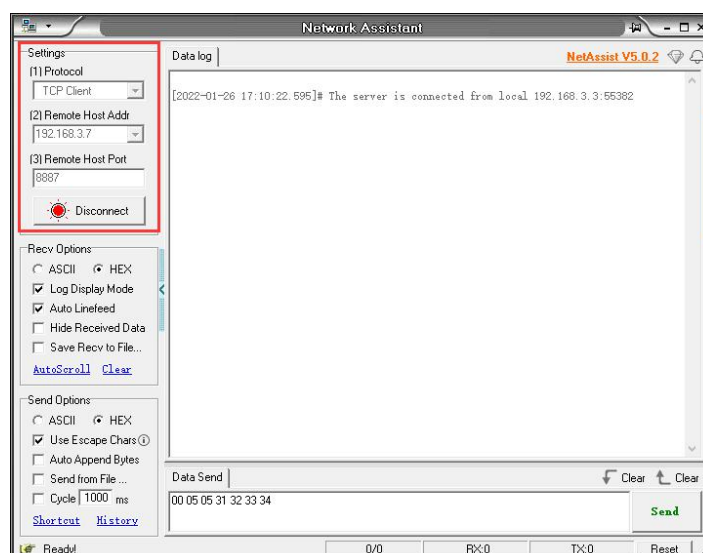 Network Assistant
Settings
(1) Protocol
TCP Client
(2) Remote Host Addr
192.168.3.7
(3) Remote Host Port
8887
Disconnect
Recv Options
ASCII HEX
Log Display Mode
Auto Linefeed
Hide Received Data
Save Recv to File...
AutoScroll Clear
Send Options
ASCII HEX
Use Escape Chars
Auto Append Bytes
Send from File ...
Cycle 1000 ms
Shortcut History
Data log NetAssist V5.0.2
[2022-01-26 17:10:22.595]# The server is connected from local 192.168.3.3:55382
Data Send Clear Clear
00 05 05 31 32 33 34
Send
Ready! 0/0 RX:0 TX:0 Reset